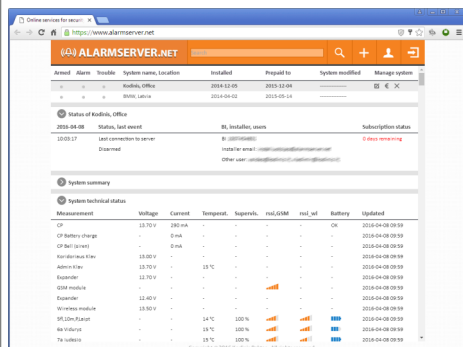 Online services for securit
https://www.alarmserver.net
ALARMSERVER.NET
Armed Alarm Trouble System name, Location Installed Prepaid to System modified Manage system
Kodinis, Office 2014-12-05 2015-12-04
BMW, Latvia 2014-04-02 2015-05-14
Status of Kodinis, Office
2016-04-08 Status, last event BI, installer, users Subscription status
10:03:17 Last connection to server BI 0 days remaining
Disarmed Installer email
Other user
System summary
System technical status
Measurement Voltage Current Temperat. Supervis. rssi,GSM rssi_wl Battery Updated
CP 13.70 V 290 mA - - - - OK 2016-04-08 09:59
CP Battery charge - 0 mA - - - - - 2016-04-08 09:59
CP Bell (siren) - 0 mA - - - - - 2016-04-08 09:59
Koridorieus Klav 13.00 V - - - - - - 2016-04-08 09:59
Admin Klav 13.70 V - 15 °C - - - - 2016-04-08 09:59
Expander 12.70 V - - - - - - 2016-04-08 09:59
GSM module - - - - - - 2016-04-08 09:59
Expander 12.40 V - - - - - - 2016-04-08 09:59
Wireless module 13.50 V - - - - - - 2016-04-08 09:59
- - 14 °C 100 % 2016-04-08 09:59
8a Vidurys - - 15 °C 100 % 2016-04-08 09:59
- - 15 °C 100 % 2016-04-08 09:59